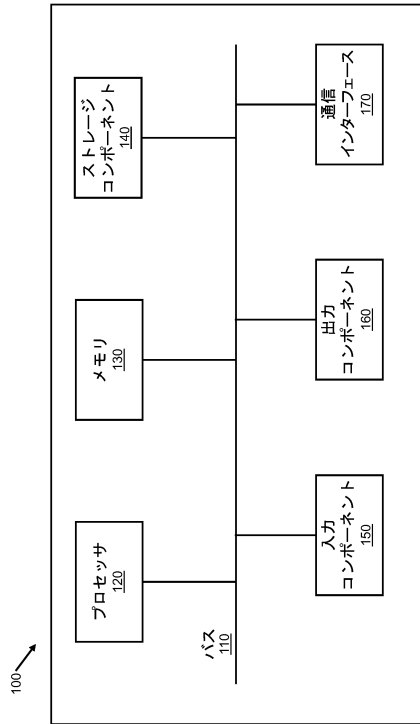 100
プロセッサ
120
メモリ
130
ストレージ
コンポーネント
140
バス
110
入力
コンポーネント
150
出力
コンポーネント
160
通信
インターフェース
170